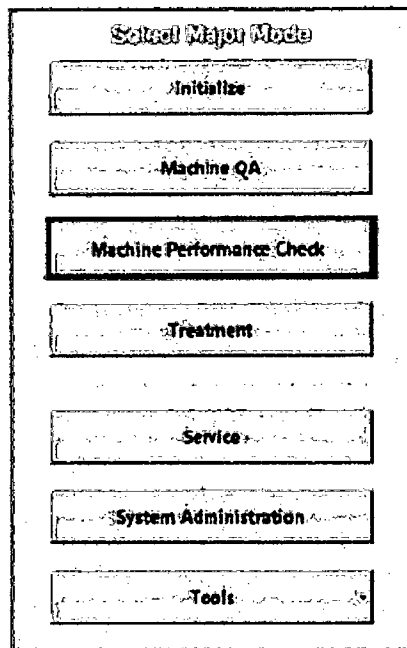 Select Major Mode
Initialize
Machine QA
Machine Performance Check
Treatment
Service
System Administration
Tools